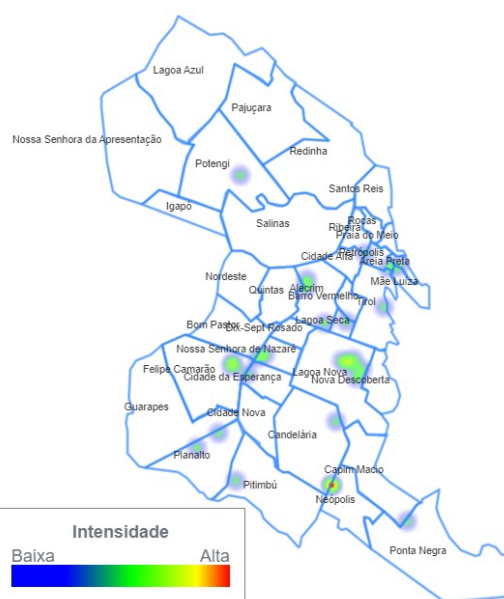 Lagoa Azul
Pajuçara
Nossa Senhora da Apresentação
Redinha
Potengi
Santos Reis
Igapó
Salinas
Rocas
Ribeira
Praia do Meio
Petrópolis
Cidade Alta
Areia Preta
Nordeste
Mãe Luiza
Quintas
Alecrim
Barro Vermelho
Tirol
Lagoa Seca
Bom Pastor
Dix-Sept Rosado
Nossa Senhora de Nazaré
Felipe Camarão
Lagoa Nova
Cidade da Esperança
Nova Descoberta
Guarapes
Cidade Nova
Candelária
Planalto
Capim Macio
Pitimbú
Neópolis
Ponta Negra
Intensidade
Baixa Alta